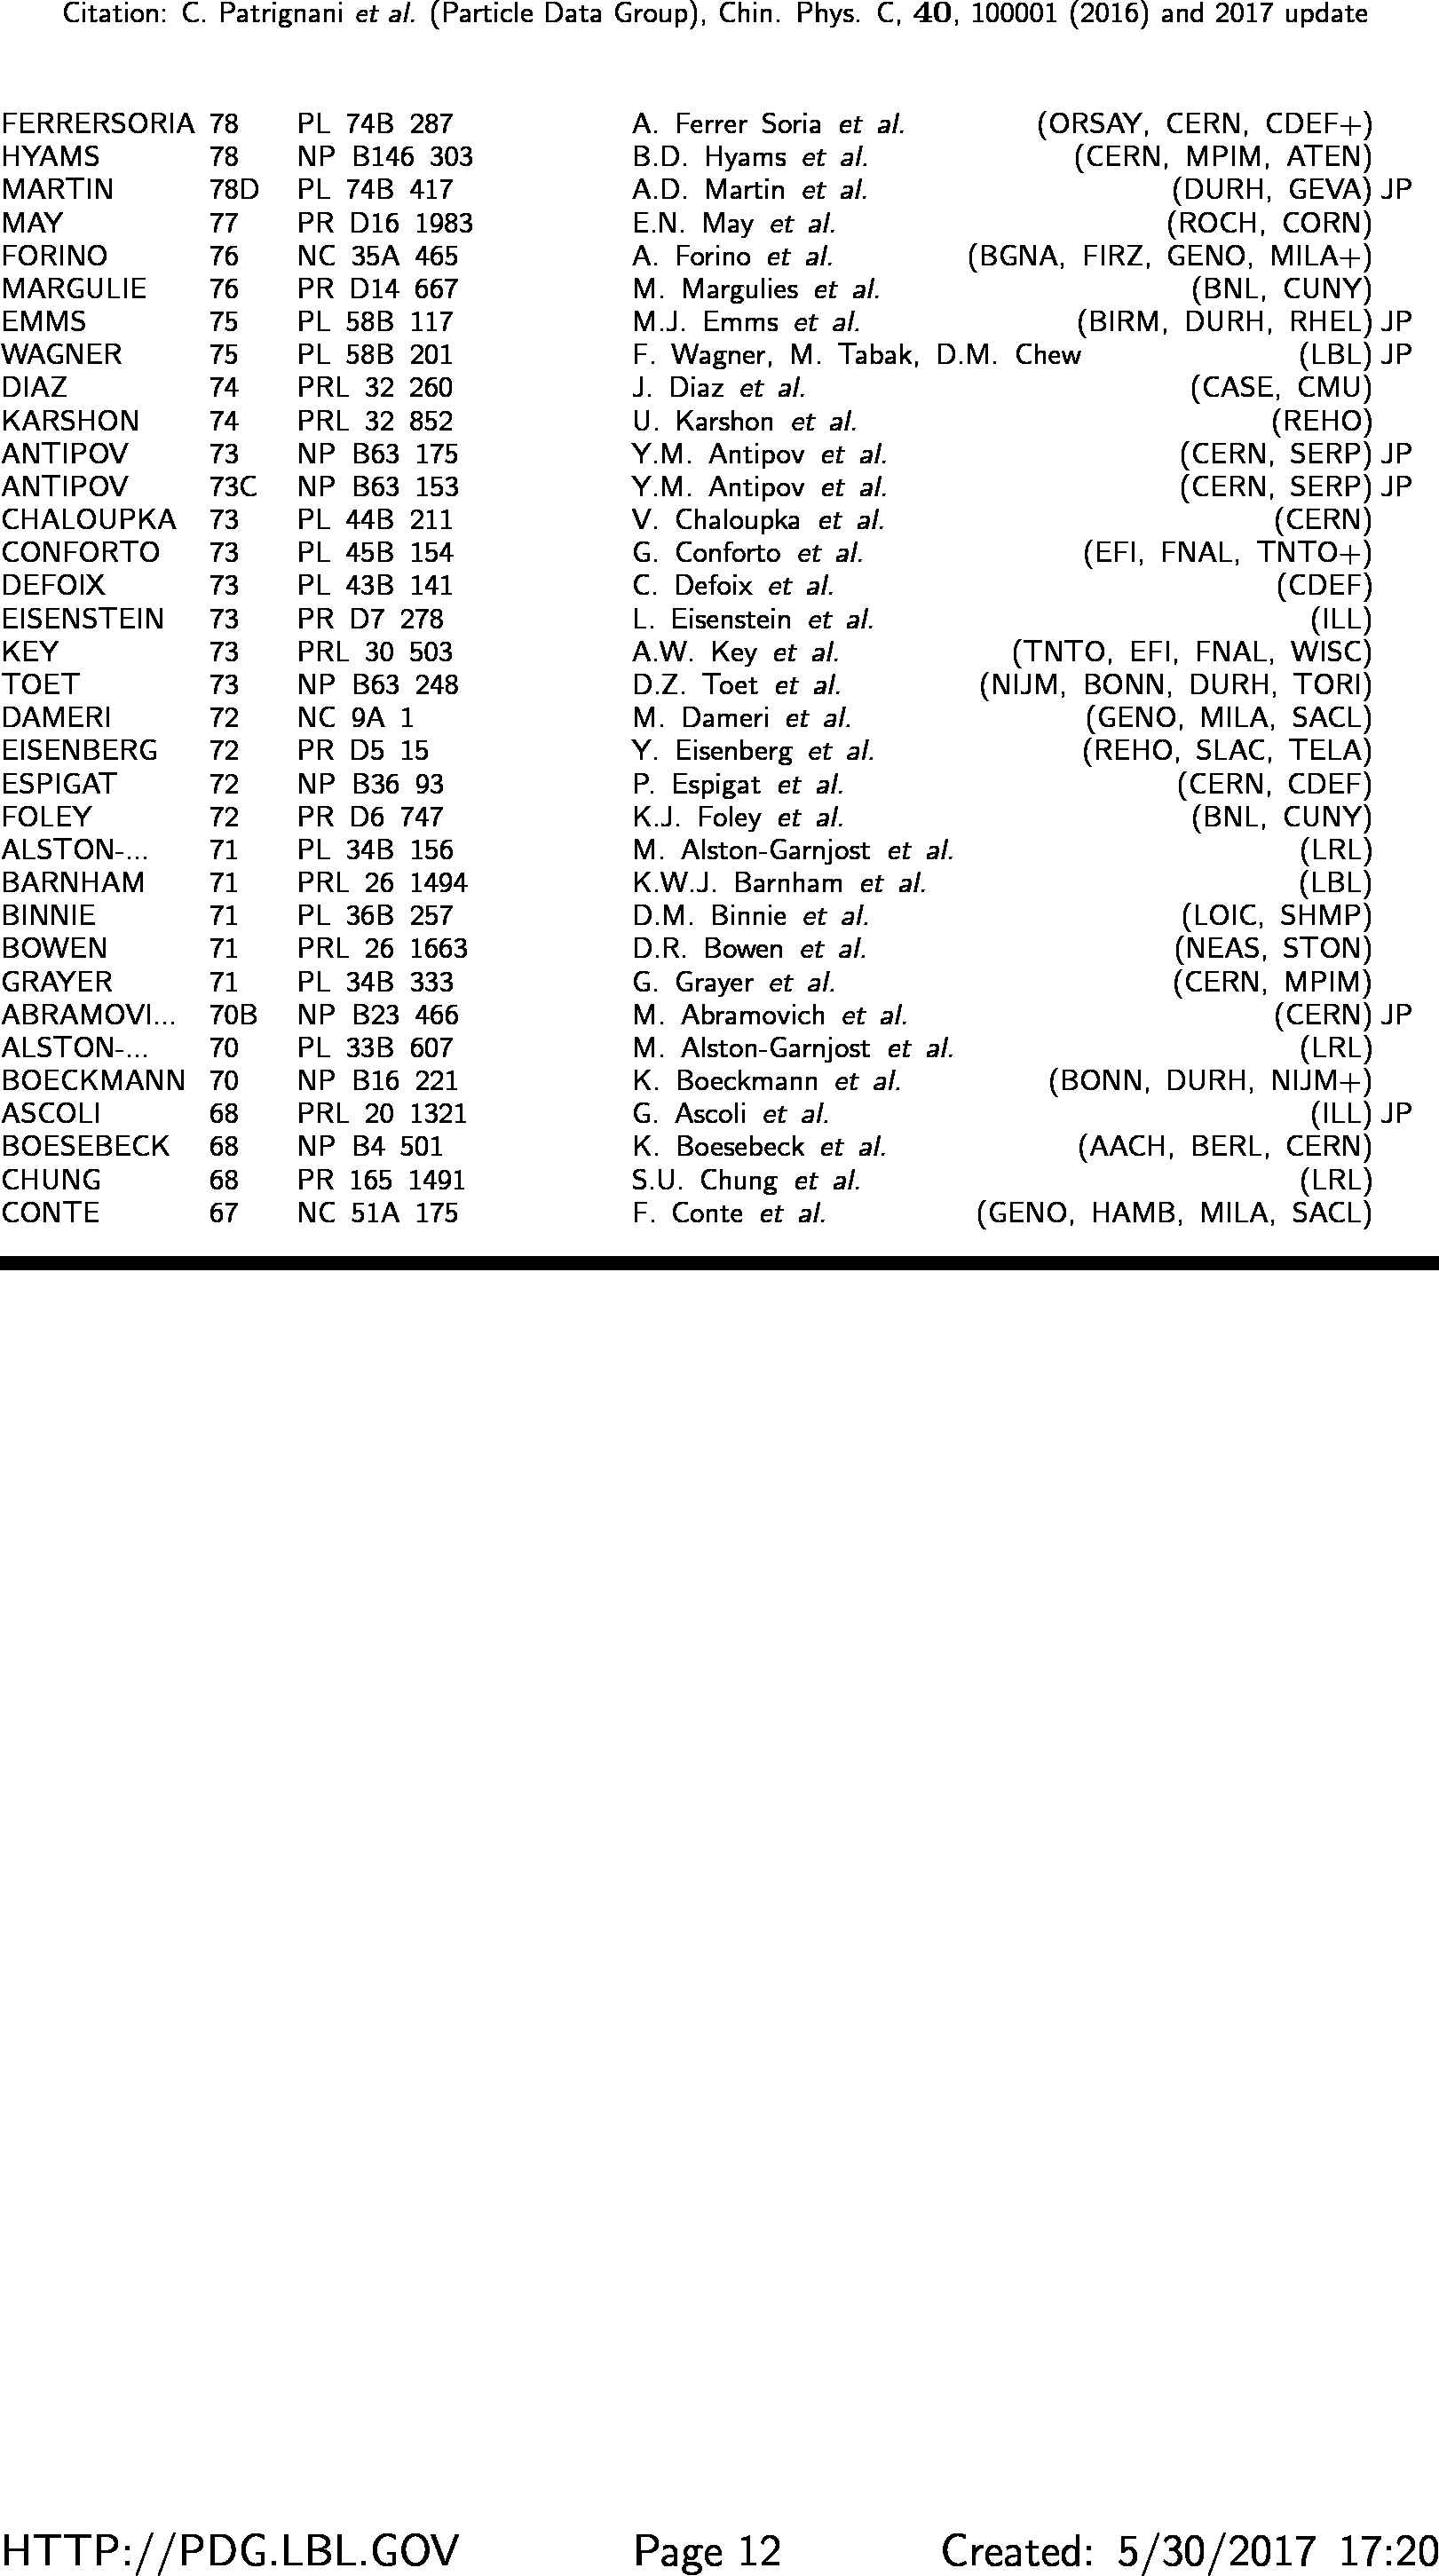 Citation: C. Patrignani et al. (Particle Data Group), Chin. Phys. C, 40, 100001 (2016) and 2017 update
FERRERSORIA 78 PL 74B 287 A. Ferrer Soria et al. (ORSAY, CERN, CDEF+)
HYAMS 78 NP B146 303 B.D. Hyams et al. (CERN, MPIM, ATEN)
MARTIN 78D PL 74B 417 A.D. Martin et al. (DURH, GEVA) JP
MAY 77 PR D16 1983 E.N. May et al. (ROCH, CORN)
FORINO 76 NC 35A 465 A. Forino et al. (BGNA, FIRZ, GENO, MILA+)
MARGULIE 76 PR D14 667 M. Margulies et al. (BNL, CUNY)
EMMS 75 PL 58B 117 M.J. Emms et al. (BIRM, DURH, RHEL) JP
WAGNER 75 PL 58B 201 F. Wagner, M. Tabak, D.M. Chew (LBL) JP
DIAZ 74 PRL 32 260 J. Diaz et al. (CASE, CMU)
KARSHON 74 PRL 32 852 U. Karshon et al. (REHO)
ANTIPOV 73 NP B63 175 Y.M. Antipov et al. (CERN, SERP) JP
ANTIPOV 73C NP B63 153 Y.M. Antipov et al. (CERN, SERP) JP
CHALOUPKA 73 PL 44B 211 V. Chaloupka et al. (CERN)
CONFORTO 73 PL 45B 154 G. Conforto et al. (EFI, FNAL, TNTO+)
DEFOIX 73 PL 43B 141 C. Defoix et al. (CDEF)
EISENSTEIN 73 PR D7 278 L. Eisenstein et al. (ILL)
KEY 73 PRL 30 503 A.W. Key et al. (TNTO, EFI, FNAL, WISC)
TOET 73 NP B63 248 D.Z. Toet et al. (NIJM, BONN, DURH, TORI)
DAMERI 72 NC 9A 1 M. Dameri et al. (GENO, MILA, SACL)
EISENBERG 72 PR D5 15 Y. Eisenberg et al. (REHO, SLAC, TELA)
ESPIGAT 72 NP B36 93 P. Espigat et al. (CERN, CDEF)
FOLEY 72 PR D6 747 K.J. Foley et al. (BNL, CUNY)
ALSTON-... 71 PL 34B 156 M. Alston-Garnjost et al. (LRL)
BARNHAM 71 PRL 26 1494 K.W.J. Barnham et al. (LBL)
BINNIE 71 PL 36B 257 D.M. Binnie et al. (LOIC, SHMP)
BOWEN 71 PRL 26 1663 D.R. Bowen et al. (NEAS, STON)
GRAYER 71 PL 34B 333 G. Grayer et al. (CERN, MPIM)
ABRAMOVI... 70B NP B23 466 M. Abramovich et al. (CERN) JP
ALSTON-... 70 PL 33B 607 M. Alston-Garnjost et al. (LRL)
BOECKMANN 70 NP B16 221 K. Boeckmann et al. (BONN, DURH, NIJM+)
ASCOLI 68 PRL 20 1321 G. Ascoli et al. (ILL) JP
BOESEBECK 68 NP B4 501 K. Boesebeck et al. (AACH, BERL, CERN)
CHUNG 68 PR 165 1491 S.U. Chung et al. (LRL)
CONTE 67 NC 51A 175 F. Conte et al. (GENO, HAMB, MILA, SACL)
HTTP://PDG.LBL.GOV Page 12 Created: 5/30/2017 17:20